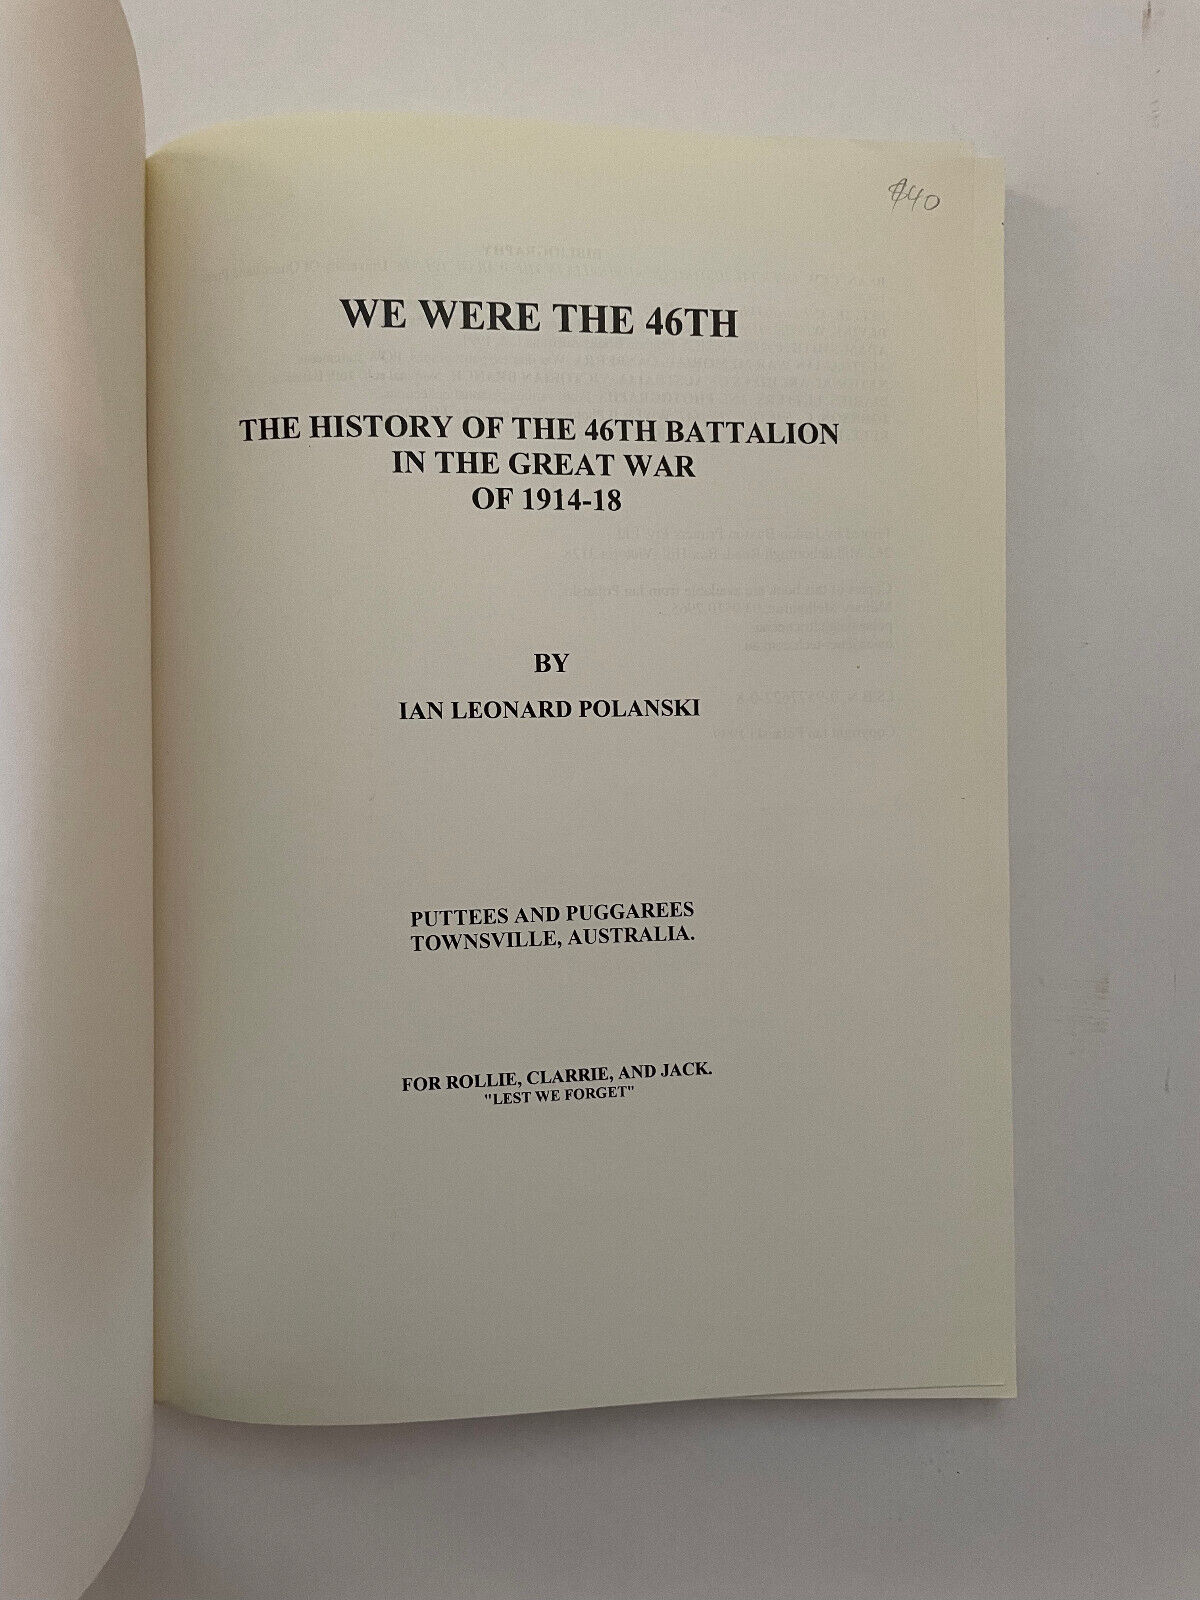 $40
WE WERE THE 46TH
THE HISTORY OF THE 46TH BATTALION
IN THE GREAT WAR
OF 1914-18
BY
IAN LEONARD POLANSKI
PUTTEES AND PUGGAREES
TOWNSVILLE, AUSTRALIA.
FOR ROLLIE, CLARRIE, AND JACK.
"LEST WE FORGET"